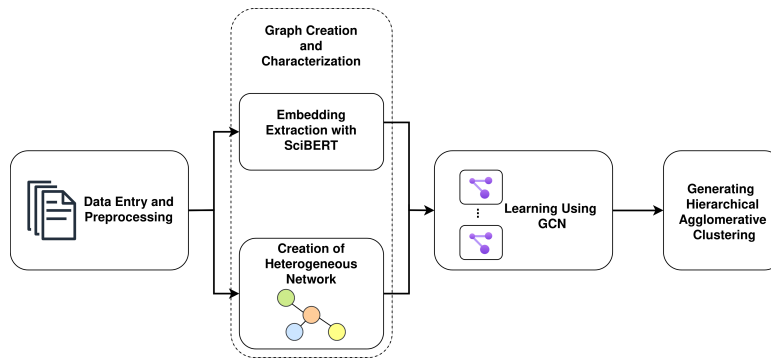 Graph Creation
and
Characterization
Embedding
Extraction with
SciBERT
Data Entry and
Preprocessing
Creation of
Heterogeneous
Network
Learning Using
GCN
Generating
Hierarchical
Agglomerative
Clustering